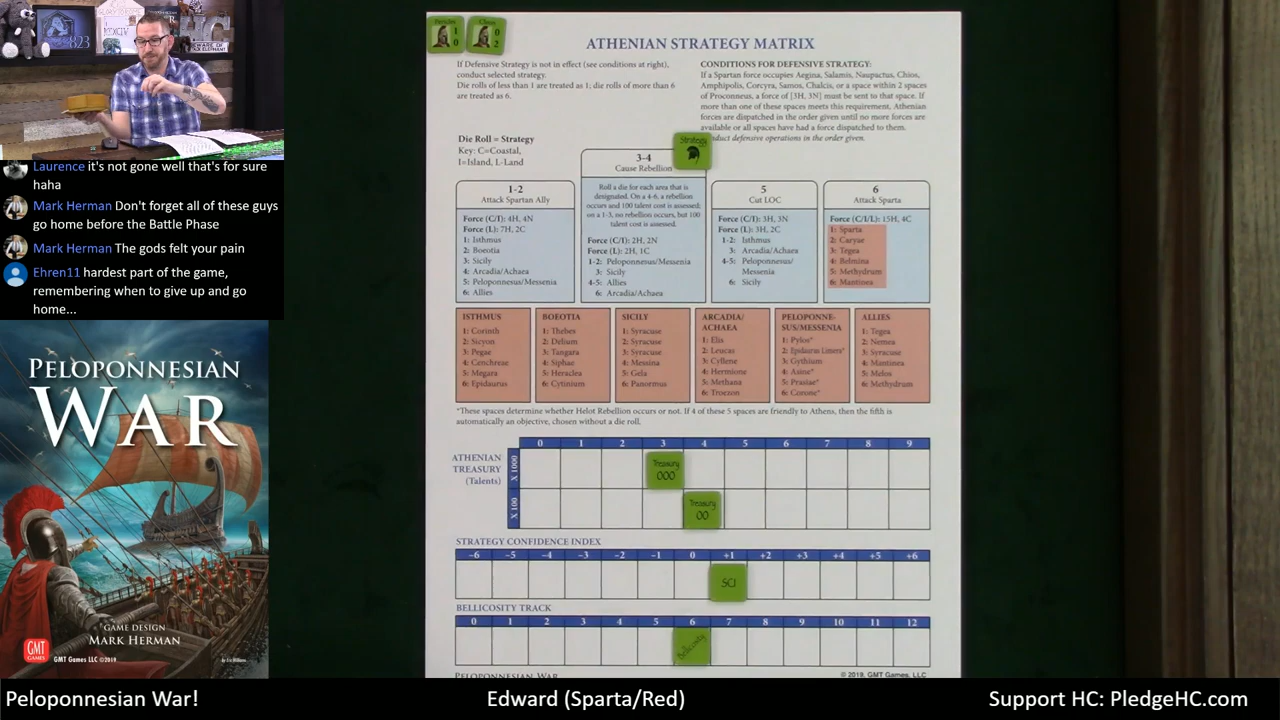 Laurence it's not gone well that's for sure
haha
Mark Herman Don't forget all of these guys
go home before the Battle Phase
Mark Herman The gods felt your pain
Ehren11 hardest part of the game,
remembering when to give up and go
home...
PELOPONNESIAN
WAR
GAME DESIGN
MARK HERMAN
GMT
GAMES
GMT Games LLC ©2019
Pericles
1
0
Cleon
0
2
ATHENIAN STRATEGY MATRIX
If Defensive Strategy is not in effect (see conditions at right),
conduct selected strategy.
Die rolls of less than 1 are treated as 1; die rolls of more than 6
are treated as 6.
CONDITIONS FOR DEFENSIVE STRATEGY:
If a Spartan force occupies Aegina, Salamis, Naupactus, Chios,
Amphipolis, Corcyra, Samos, Chalcis, or a space within 2 spaces
of Proconneus, a force of [3H, 3N] must be sent to that space. If
more than one of these spaces meets this requirement, Athenian
forces are dispatched in the order given until no more forces are
available or all spaces have had a force dispatched to them.
defensive operations in the order given.
Strategy
Die Roll = Strategy
Key: C=Coastal,
I=Island, L-Land
1-2
Attack Spartan Ally
Force (C/I): 4H, 4N
Force (L): 7H, 2C
1: Isthmus
2: Boeotia
3: Sicily
4: Arcadia/Achaea
5: Peloponnesus/Messenia
6: Allies
3-4
Cause Rebellion
Roll a die for each area that is
designated. On a 4-6, a rebellion
occurs and 100 talent cost is assessed;
on a 1-3, no rebellion occurs, but 100
talent cost is assessed.
Force (C/I): 2H, 2N
Force (L): 2H, 1C
1-2: Peloponnesus/Messenia
3: Sicily
4-5: Allies
6: Arcadia/Achaea
5
Cut LOC
Force (C/I): 3H, 3N
Force (L): 3H, 2C
1-2: Isthmus
3: Arcadia/Achaea
4-5: Peloponnesus/
Messenia
6: Sicily
6
Attack Sparta
Force (C/I/L): 15H, 4C
1: Sparta
2: Caryae
3: Tegea
4: Belmina
5: Methydrum
6: Mantinea
ISTHMUS
1: Corinth
2: Sicyon
3: Pegae
4: Cenchreae
5: Megara
6: Epidaurus
BOEOTIA
1: Thebes
2: Delium
3: Tangara
4: Siphae
5: Heraclea
6: Cytinium
SICILY
1: Syracuse
2: Syracuse
3: Syracuse
4: Messina
5: Gela
6: Panormus
ARCADIA/
ACHAEA
1: Elis
2: Leucas
3: Cyllene
4: Hermione
5: Methana
6: Troezon
PELOPONNE-
SUS/MESSENIA
1: Pylos*
2: Epidaurus Limera*
3: Gythium
4: Asine*
5: Prasiae*
6: Corone*
ALLIES
1: Tegea
2: Nemea
3: Syracuse
4: Mantinea
5: Melos
6: Methydrum
*These spaces determine whether Helot Rebellion occurs or not. If 4 of these 5 spaces are friendly to Athens, then the fifth is
automatically an objective, chosen without a die roll.
0 1 2 3 4 5 6 7 8 9
ATHENIAN
TREASURY
(Talents)
X 1000
X 100
Treasury
000
Treasury
00
STRATEGY CONFIDENCE INDEX
-6 -5 -4 -3 -2 -1 0 +1 +2 +3 +4 +5 +6
SCI
BELLICOSITY TRACK
0 1 2 3 4 5 6 7 8 9 10 11 12
Bellicosity
PELOPONNESIAN WAR
© 2019, GMT Games, LLC
Peloponnesian War!
Edward (Sparta/Red)
Support HC: PledgeHC.com